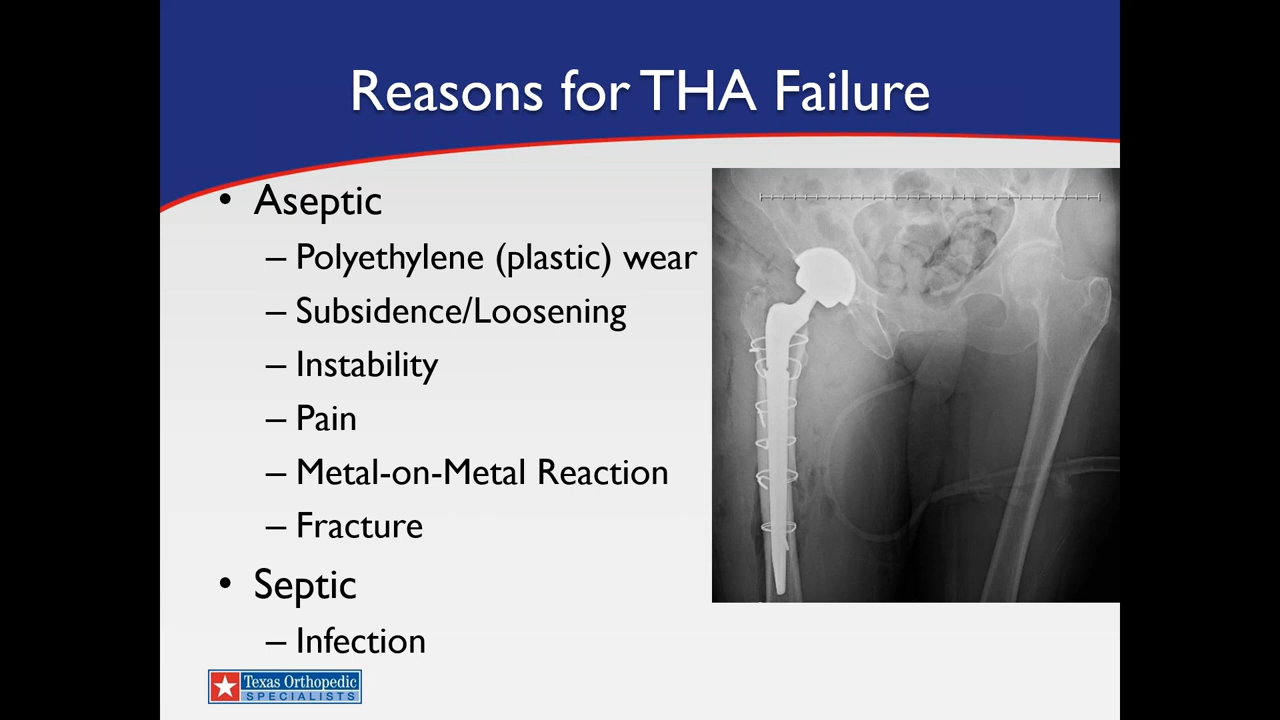 Reasons for THA Failure
• Aseptic
– Polyethylene (plastic) wear
– Subsidence/Loosening
– Instability
– Pain
– Metal-on-Metal Reaction
– Fracture
• Septic
– Infection
Texas Orthopedic
SPECIALISTS